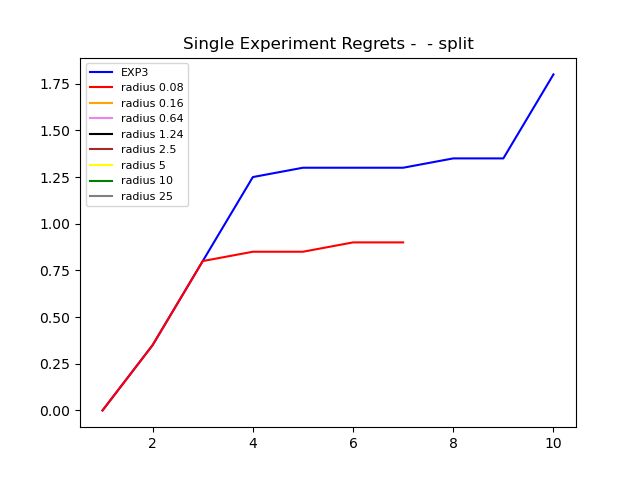 Single Experiment Regrets -  - split
EXP3
radius 0.08
radius 0.16
radius 0.64
radius 1.24
radius 2.5
radius 5
radius 10
radius 25
1.75
1.50
1.25
1.00
0.75
0.50
0.25
0.00
2 4 6 8 10